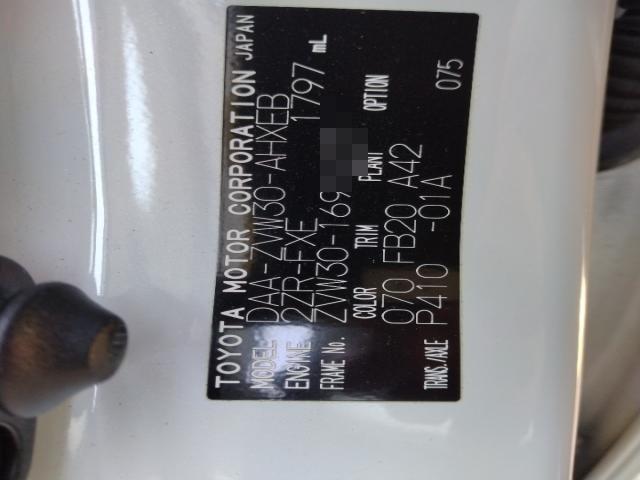 TOYOTA MOTOR CORPORATION JAPAN
MODEL DAA-ZVW30-AHXEB
ENGINE 2ZR-FXE 1797 mL
FRAME No. ZVW30-169
COLOR TRIM PLANT OPTION
070 FB20 A42 075
TRANS./AXLE P410 -01A